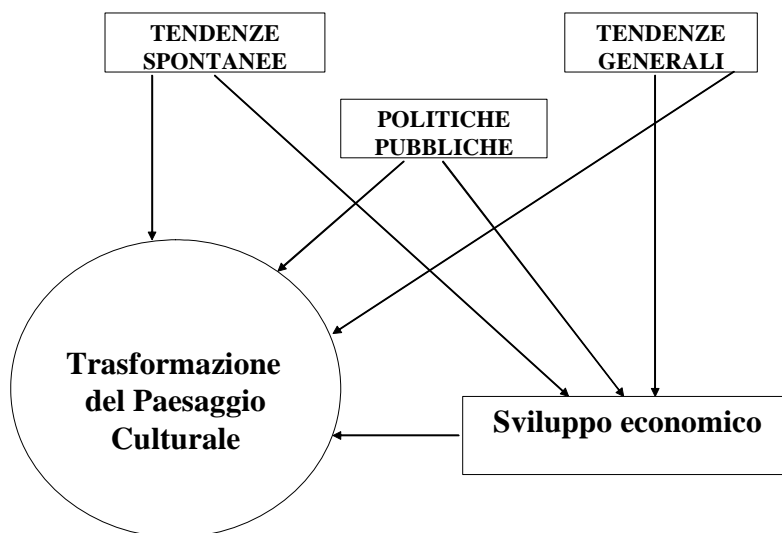 TENDENZE
SPONTANEE
TENDENZE
GENERALI
POLITICHE
PUBBLICHE
Trasformazione
del Paesaggio
Culturale
Sviluppo economico